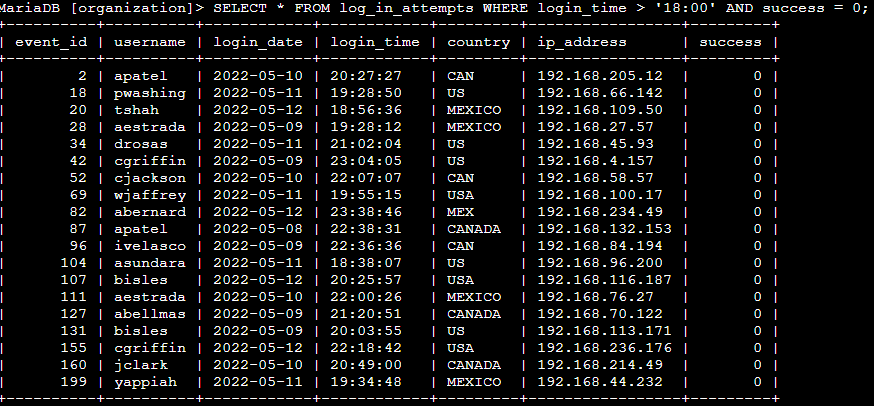 MariaDB [organization]> SELECT * FROM log_in_attempts WHERE login_time > '18:00' AND success = 0;
+----------+----------+------------+------------+---------+-----------------+---------+
| event_id | username | login_date | login_time | country | ip_address      | success |
+----------+----------+------------+------------+---------+-----------------+---------+
|        2 | apatel   | 2022-05-10 | 20:27:27   | CAN     | 192.168.205.12  |       0 |
|       18 | pwashing | 2022-05-11 | 19:28:50   | US      | 192.168.66.142  |       0 |
|       20 | tshah    | 2022-05-12 | 18:56:36   | MEXICO  | 192.168.109.50  |       0 |
|       28 | aestrada | 2022-05-09 | 19:28:12   | MEXICO  | 192.168.27.57   |       0 |
|       34 | drosas   | 2022-05-11 | 21:02:04   | US      | 192.168.45.93   |       0 |
|       42 | cgriffin | 2022-05-09 | 23:04:05   | US      | 192.168.4.157   |       0 |
|       52 | cjackson | 2022-05-10 | 22:07:07   | CAN     | 192.168.58.57   |       0 |
|       69 | wjaffrey | 2022-05-11 | 19:55:15   | USA     | 192.168.100.17  |       0 |
|       82 | abernard | 2022-05-12 | 23:38:46   | MEX     | 192.168.234.49  |       0 |
|       87 | apatel   | 2022-05-08 | 22:38:31   | CANADA  | 192.168.132.153 |       0 |
|       96 | ivelasco | 2022-05-09 | 22:36:36   | CAN     | 192.168.84.194  |       0 |
|      104 | asundara | 2022-05-11 | 18:38:07   | US      | 192.168.96.200  |       0 |
|      107 | bisles   | 2022-05-12 | 20:25:57   | USA     | 192.168.116.187 |       0 |
|      111 | aestrada | 2022-05-10 | 22:00:26   | MEXICO  | 192.168.76.27   |       0 |
|      127 | abellmas | 2022-05-09 | 21:20:51   | CANADA  | 192.168.70.122  |       0 |
|      131 | bisles   | 2022-05-09 | 20:03:55   | US      | 192.168.113.171 |       0 |
|      155 | cgriffin | 2022-05-12 | 22:18:42   | USA     | 192.168.236.176 |       0 |
|      160 | jclark   | 2022-05-10 | 20:49:00   | CANADA  | 192.168.214.49  |       0 |
|      199 | yappiah  | 2022-05-11 | 19:34:48   | MEXICO  | 192.168.44.232  |       0 |
+----------+----------+------------+------------+---------+-----------------+---------+